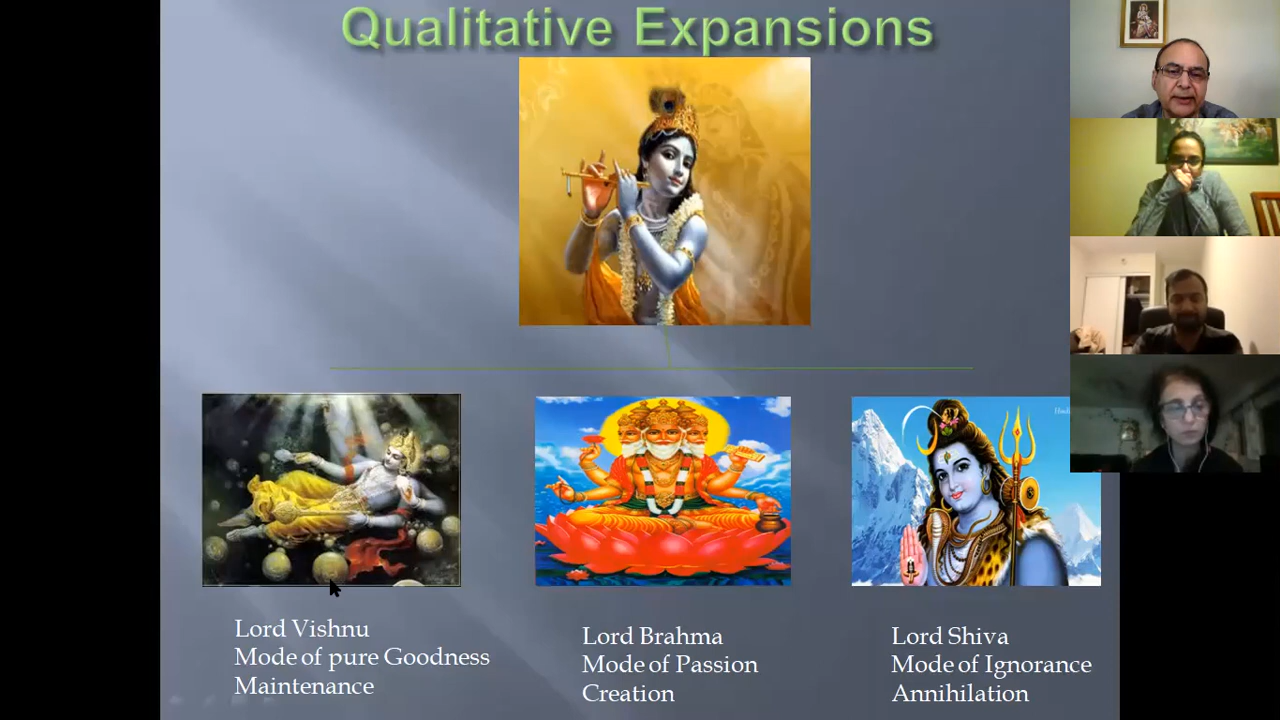 Qualitative Expansions
Lord Vishnu
Mode of pure Goodness
Maintenance
Lord Brahma
Mode of Passion
Creation
Lord Shiva
Mode of Ignorance
Annihilation